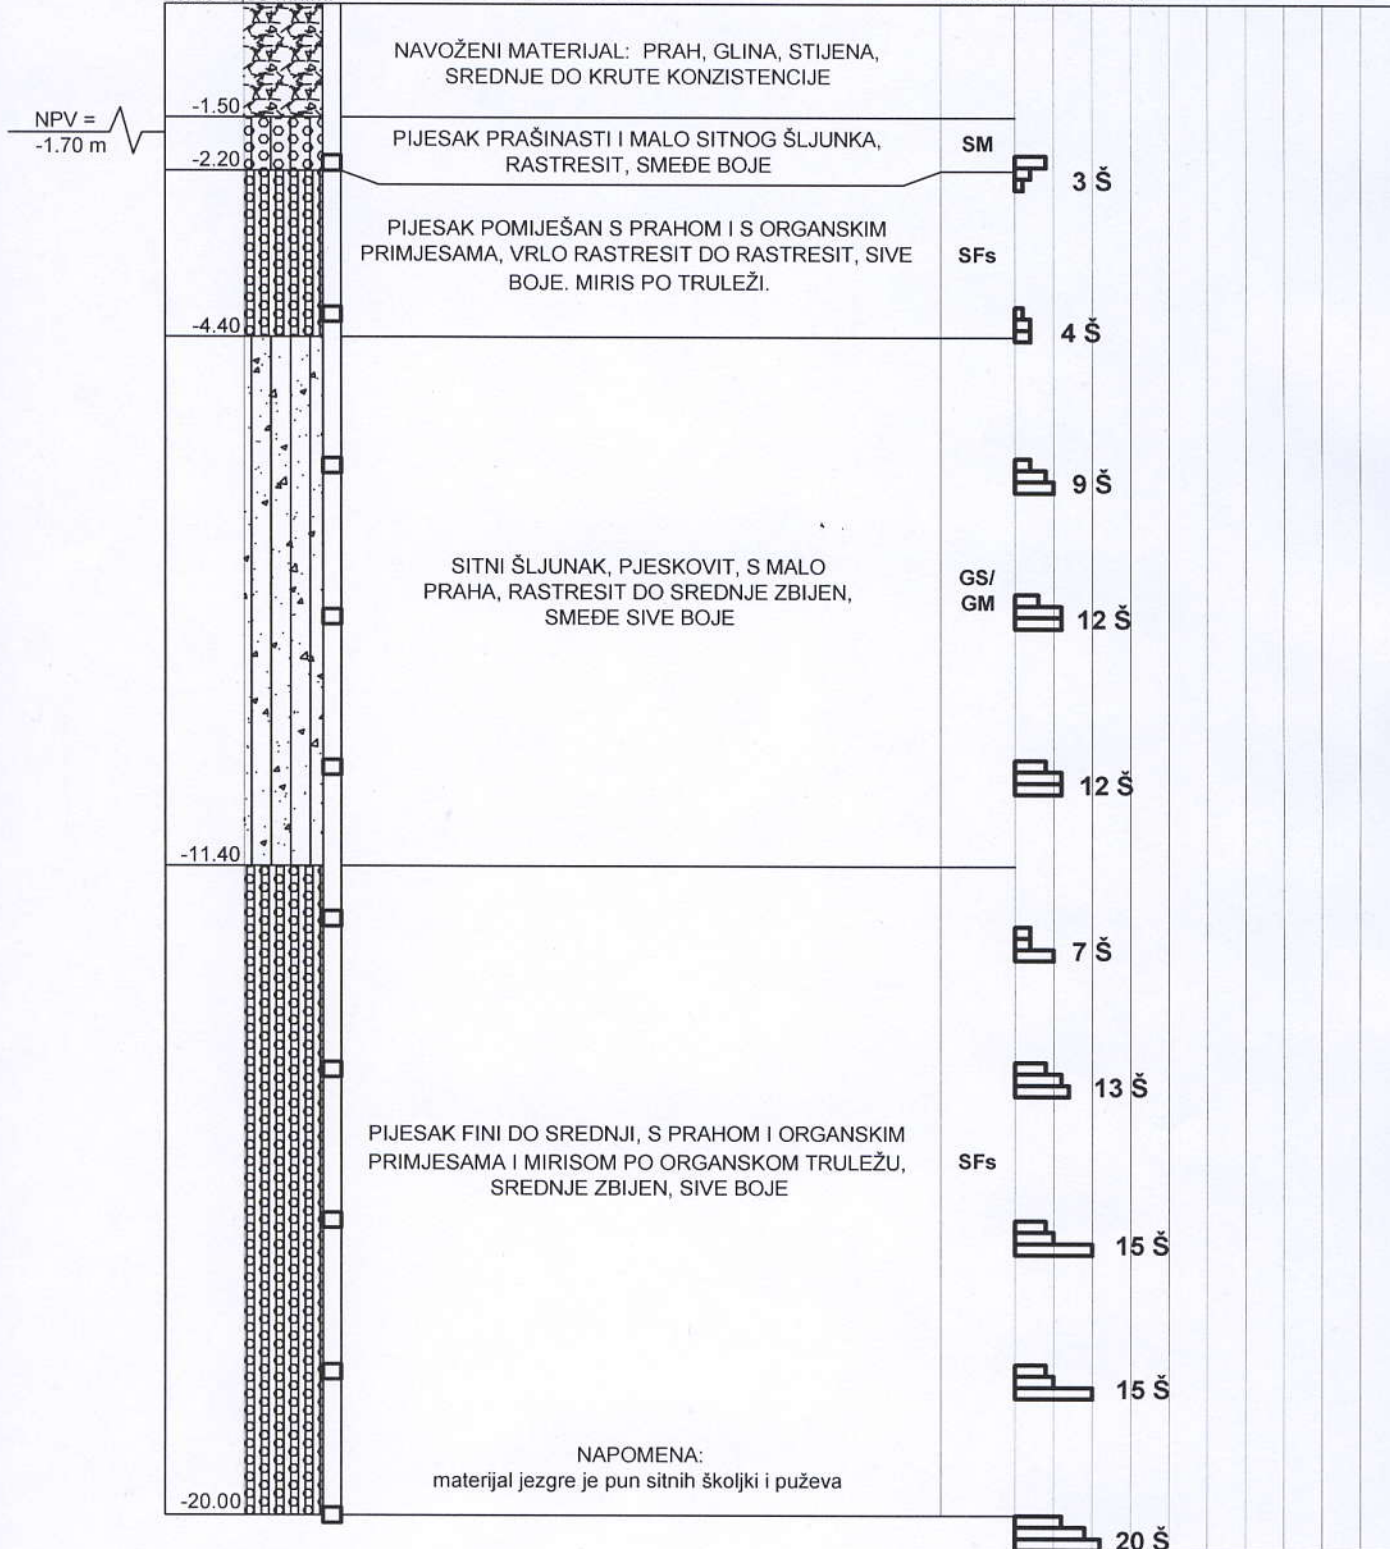 NAVOŽENI MATERIJAL: PRAH, GLINA, STIJENA,
SREDNJE DO KRUTE KONZISTENCIJE
-1.50
NPV =
-1.70 m
PIJESAK PRAŠINASTI I MALO SITNOG ŠLJUNKA,
RASTRESIT, SMEĐE BOJE
SM
-2.20
3 Š
PIJESAK POMIJEŠAN S PRAHOM I S ORGANSKIM
PRIMJESAMA, VRLO RASTRESIT DO RASTRESIT, SIVE
BOJE. MIRIS PO TRULEŽI.
SFs
-4.40
4 Š
9 Š
SITNI ŠLJUNAK, PJESKOVIT, S MALO
PRAHA, RASTRESIT DO SREDNJE ZBIJEN,
SMEĐE SIVE BOJE
GS/
GM
12 Š
12 Š
-11.40
7 Š
13 Š
PIJESAK FINI DO SREDNJI, S PRAHOM I ORGANSKIM
PRIMJESAMA I MIRISOM PO ORGANSKOM TRULEŽU,
SREDNJE ZBIJEN, SIVE BOJE
SFs
15 Š
15 Š
NAPOMENA:
materijal jezgre je pun sitnih školjki i puževa
-20.00
20 Š